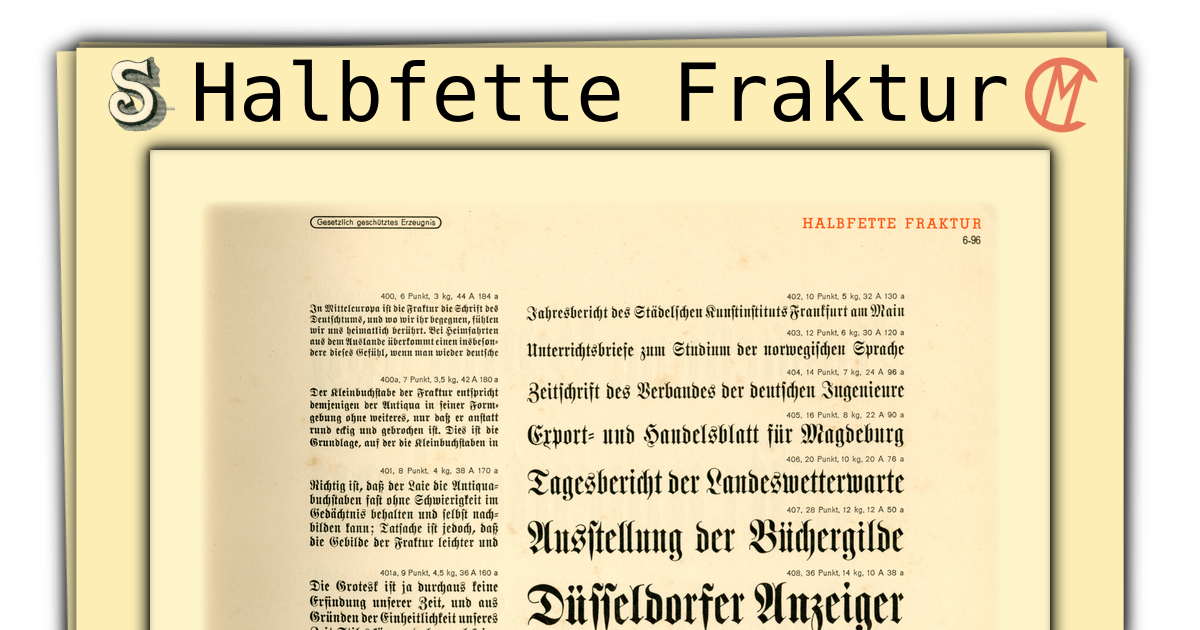 S Halbfette Fraktur CM
Gesetzlich geschütztes Erzeugnis
HALBFETTE FRAKTUR
6-96
400, 6 Punkt, 3 kg, 44 A 184 a
In Mitteleuropa ist die Fraktur die Schrift des
Deutschtums, und wo wir ihr begegnen, fühlen
wir uns heimatlich berührt. Bei Heimfahrten
aus dem Auslande überkommt einen insbeson-
dere dieses Gefühl, wenn man wieder deutsche
400a, 7 Punkt, 3,5 kg, 42 A 180 a
Der Kleinbuchstabe der Fraktur entspricht
demjenigen der Antiqua in seiner Form-
gebung ohne weiteres, nur daß er anstatt
rund eckig und gebrochen ist. Dies ist die
Grundlage, auf der die Kleinbuchstaben in
401, 8 Punkt, 4 kg, 38 A 170 a
Richtig ist, daß der Laie die Antiqua-
buchstaben fast ohne Schwierigkeit im
Gedächtnis behalten und selbst nach-
bilden kann; Tatsache ist jedoch, daß
die Gebilde der Fraktur leichter und
401a, 9 Punkt, 4,5 kg, 36 A 160 a
Die Grotesk ist ja durchaus keine
Erfindung unserer Zeit, und aus
Gründen der Einheitlichkeit unseres
402, 10 Punkt, 5 kg, 32 A 130 a
Jahresbericht des Städelschen Kunstinstituts Frankfurt am Main
403, 12 Punkt, 6 kg, 30 A 120 a
Unterrichtsbriefe zum Studium der norwegischen Sprache
404, 14 Punkt, 7 kg, 24 A 96 a
Zeitschrift des Verbandes der deutschen Ingenieure
405, 16 Punkt, 8 kg, 22 A 90 a
Export- und Handelsblatt für Magdeburg
406, 20 Punkt, 10 kg, 20 A 76 a
Tagesbericht der Landeswetterwarte
407, 28 Punkt, 12 kg, 12 A 50 a
Ausstellung der Büchergilde
408, 36 Punkt, 14 kg, 10 A 38 a
Düsseldorfer Anzeiger